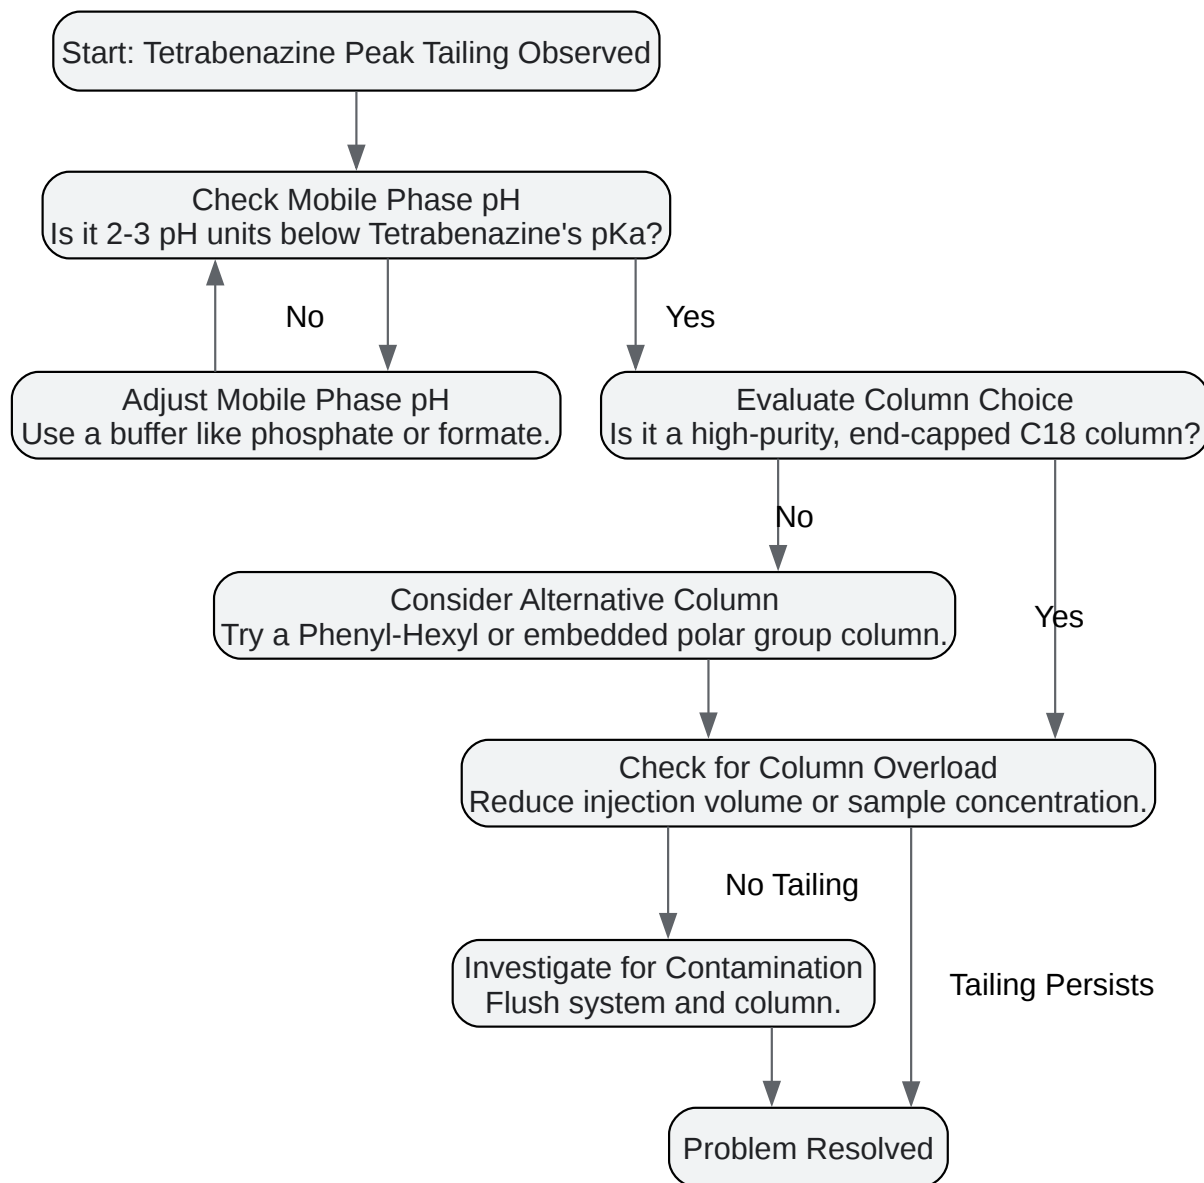 Start: Tetrabenazine Peak Tailing Observed
Check Mobile Phase pH
Is it 2-3 pH units below Tetrabenazine's pKa?
No
Yes
Adjust Mobile Phase pH
Use a buffer like phosphate or formate.
Evaluate Column Choice
Is it a high-purity, end-capped C18 column?
No
Consider Alternative Column
Try a Phenyl-Hexyl or embedded polar group column.
Yes
Check for Column Overload
Reduce injection volume or sample concentration.
No Tailing
Investigate for Contamination
Flush system and column.
Tailing Persists
Problem Resolved